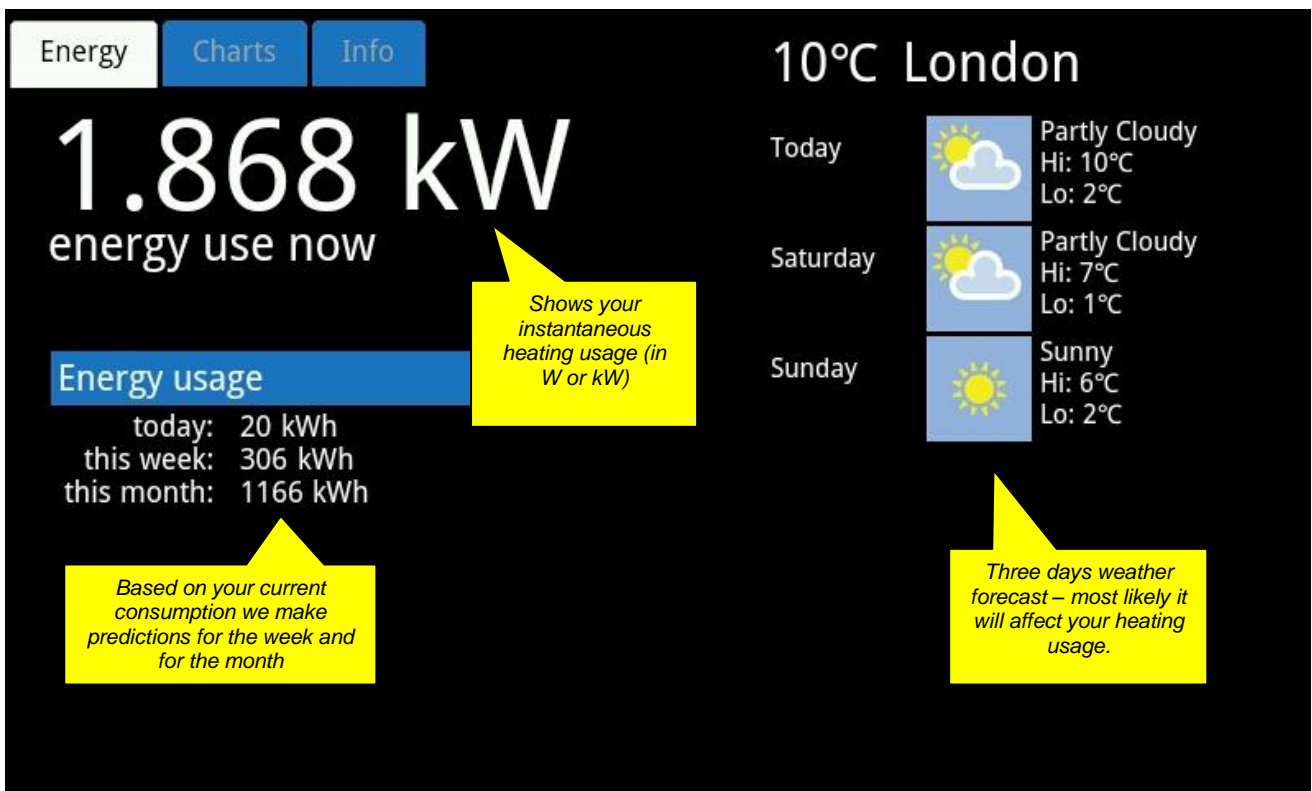 Energy Charts Info
1.868 kW
energy use now
Shows your
instantaneous
heating usage (in
W or kW)
Energy usage
today: 20 kWh
this week: 306 kWh
this month: 1166 kWh
Based on your current
consumption we make
predictions for the week and
for the month
10°C London
Today
Partly Cloudy
Hi: 10°C
Lo: 2°C
Saturday
Partly Cloudy
Hi: 7°C
Lo: 1°C
Sunday
Sunny
Hi: 6°C
Lo: 2°C
Three days weather
forecast – most likely it
will affect your heating
usage.